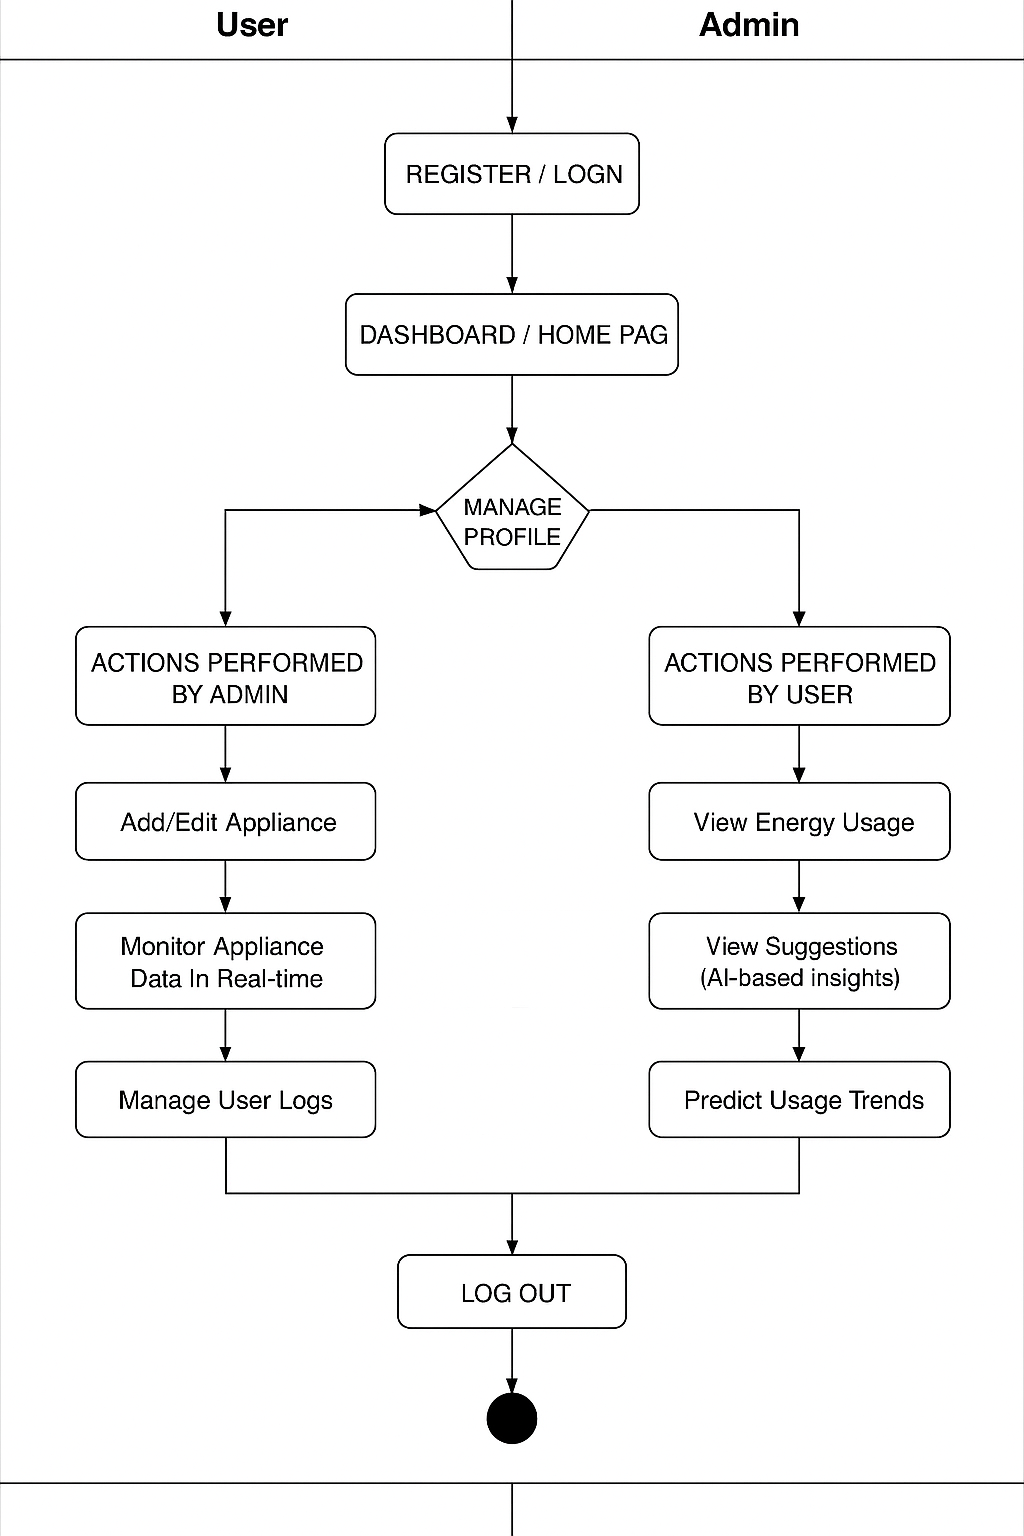 User
Admin
REGISTER / LOGN
DASHBOARD / HOME PAG
MANAGE
PROFILE
ACTIONS PERFORMED
BY ADMIN
Add/Edit Appliance
Monitor Appliance
Data In Real-time
Manage User Logs
ACTIONS PERFORMED
BY USER
View Energy Usage
View Suggestions
(AI-based insights)
Predict Usage Trends
LOG OUT